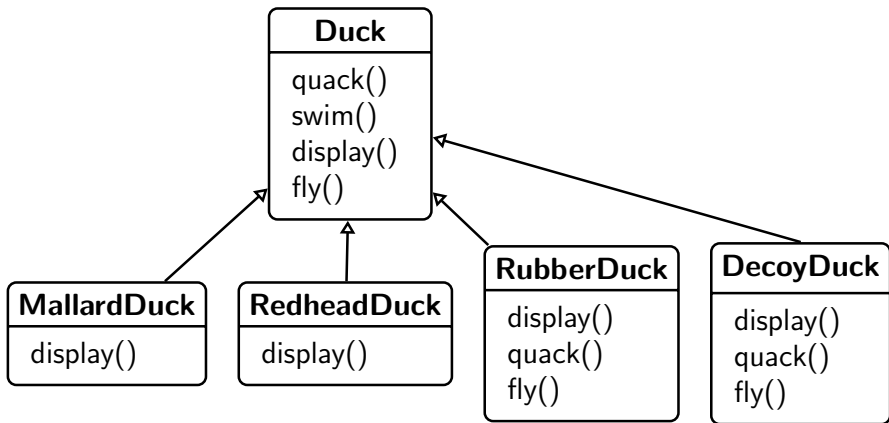 Duck
quack()
swim()
display()
fly()
MallardDuck
display()
RedheadDuck
display()
RubberDuck
display()
quack()
fly()
DecoyDuck
display()
quack()
fly()